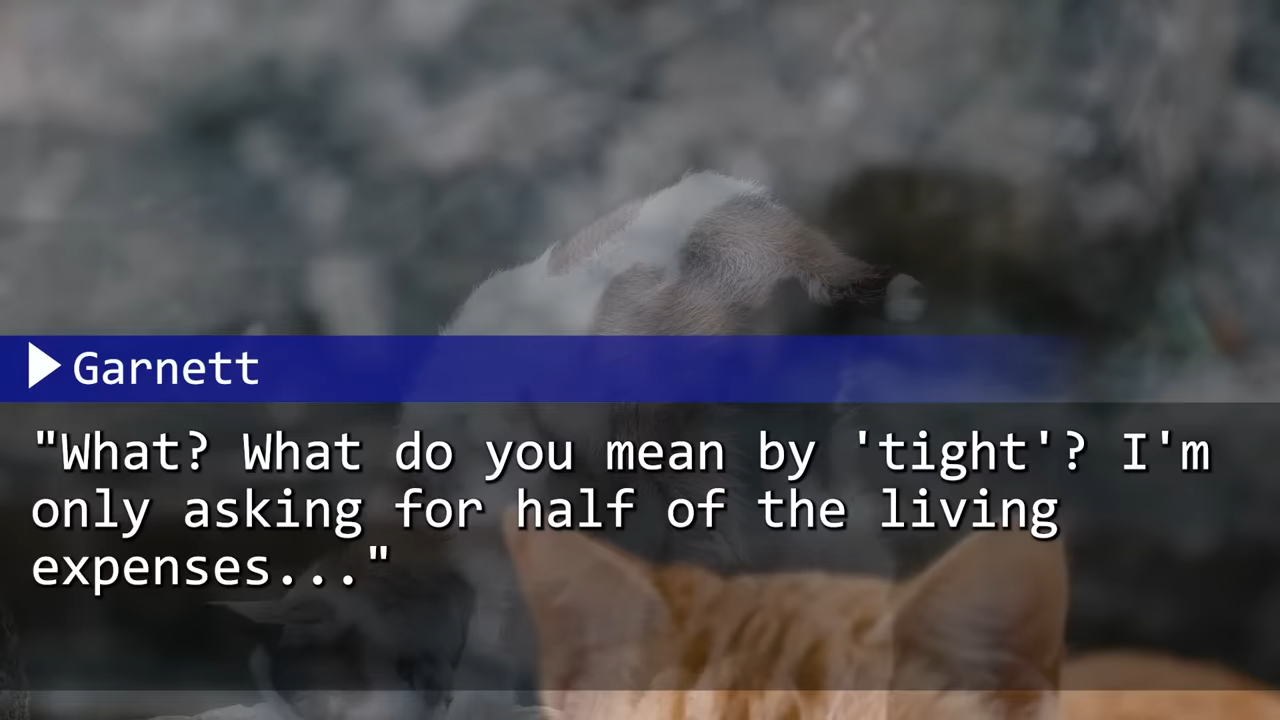 Garnett
"What? What do you mean by 'tight'? I'm
only asking for half of the living
expenses..."